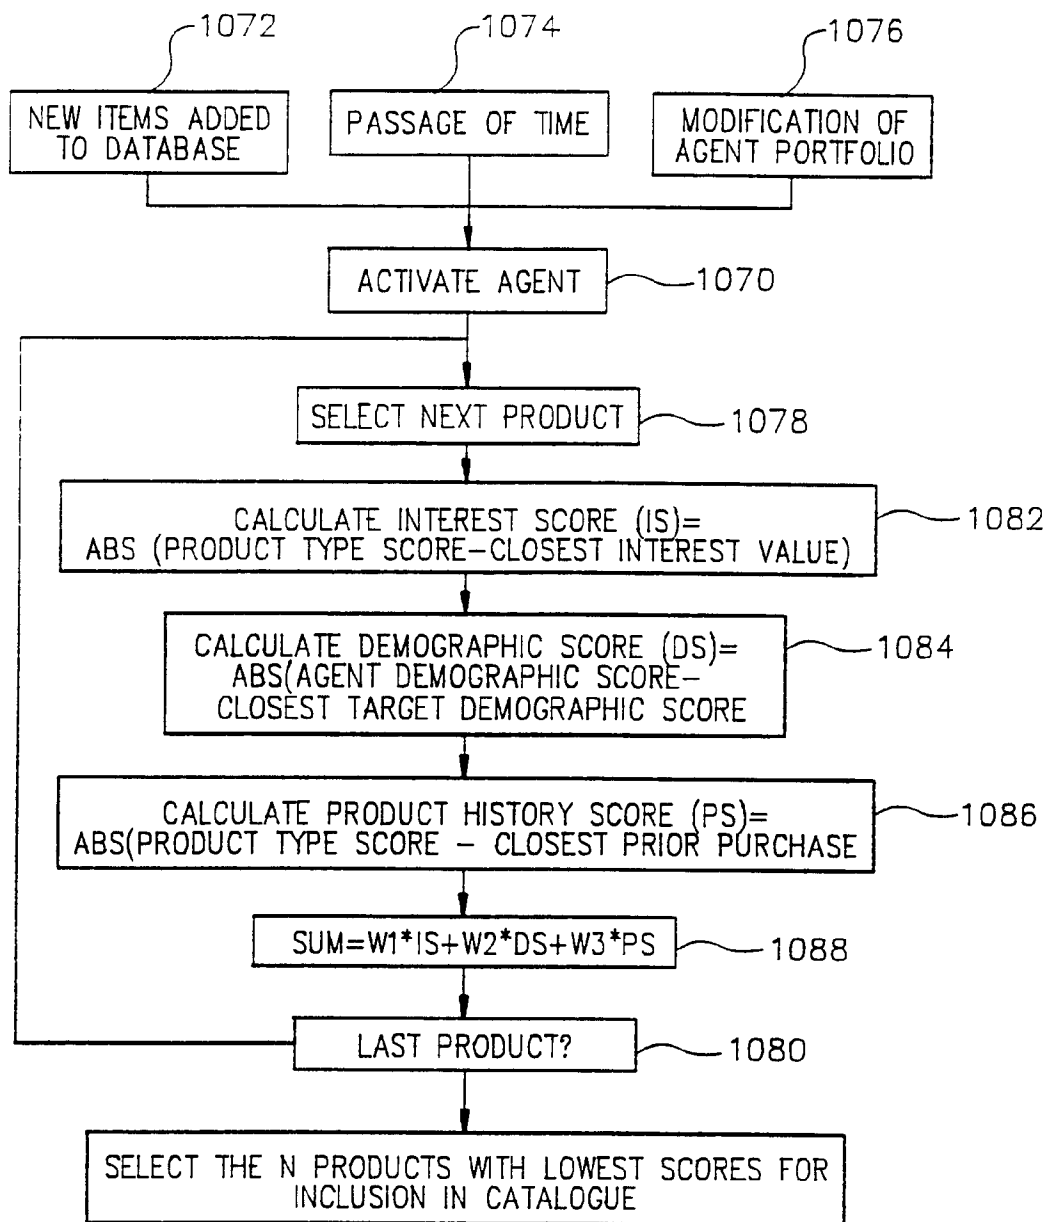 1072
1074
1076
NEW ITEMS ADDED
TO DATABASE
PASSAGE OF TIME
MODIFICATION OF
AGENT PORTFOLIO
ACTIVATE AGENT
1070
SELECT NEXT PRODUCT
1078
CALCULATE INTEREST SCORE (IS)=
ABS (PRODUCT TYPE SCORE-CLOSEST INTEREST VALUE)
1082
CALCULATE DEMOGRAPHIC SCORE (DS)=
ABS(AGENT DEMOGRAPHIC SCORE-
CLOSEST TARGET DEMOGRAPHIC SCORE
1084
CALCULATE PRODUCT HISTORY SCORE (PS)=
ABS(PRODUCT TYPE SCORE - CLOSEST PRIOR PURCHASE
1086
SUM=W1*IS+W2*DS+W3*PS
1088
LAST PRODUCT?
1080
SELECT THE N PRODUCTS WITH LOWEST SCORES FOR
INCLUSION IN CATALOGUE